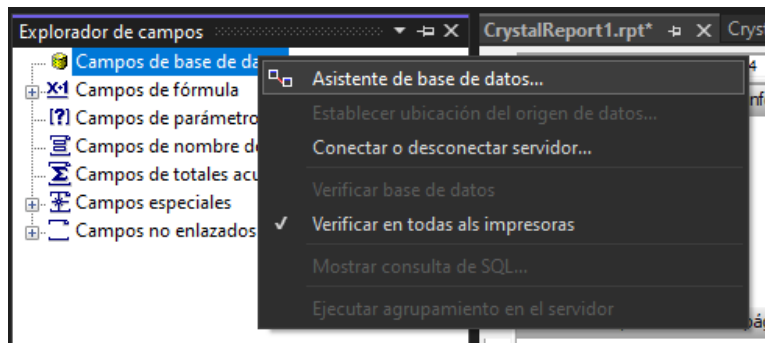 Explorador de campos
CrystalReport1.rpt*
Campos de base de da
Asistente de base de datos...
Campos de fórmula
Establecer ubicación del origen de datos...
[?] Campos de parámetro
Conectar o desconectar servidor...
Campos de nombre d
Verificar base de datos
Campos de totales acu
Verificar en todas als impresoras
Campos especiales
Campos no enlazados
Mostrar consulta de SQL...
Ejecutar agrupamiento en el servidor